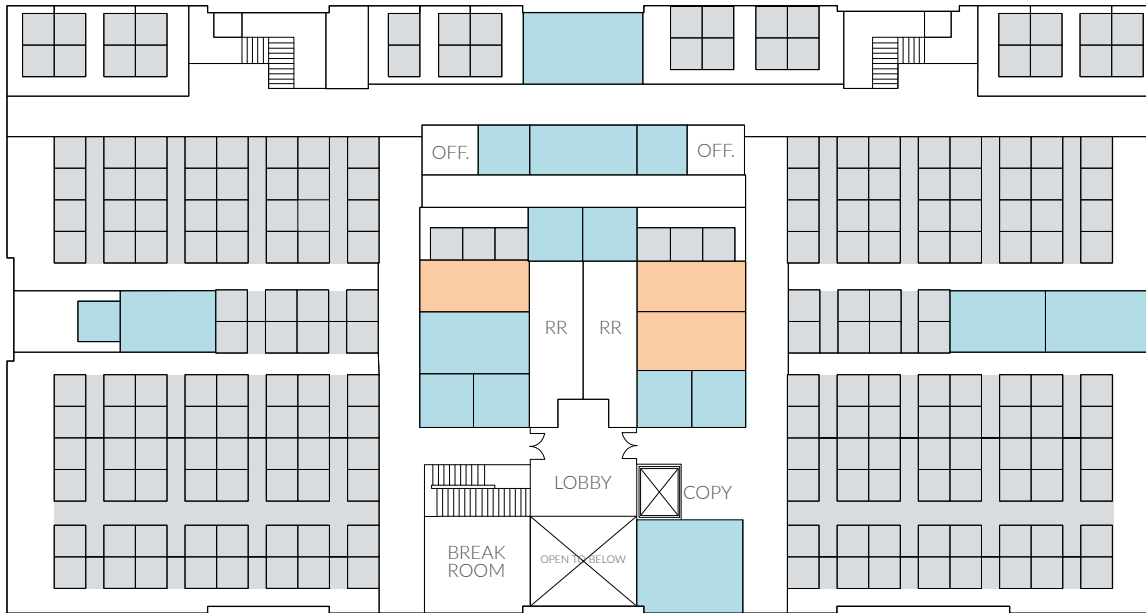 OFF.
OFF.
RR
RR
LOBBY
COPY
BREAK
ROOM
OPEN TO BELOW